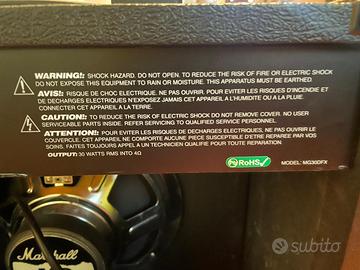 WARNING!: SHOCK HAZARD. DO NOT OPEN. TO REDUCE THE RISK OF FIRE OR ELECTRIC SHOCK
DO NOT EXPOSE THIS EQUIPMENT TO RAIN OR MOISTURE. THIS APPARATUS MUST BE EARTHED.
AVIS!: RISQUE DE CHOC ELECTRIQUE. NE PAS OUVRIR. POUR EVITER LES RISQUES D'INCENDIE ET
DE DECHARGES ELECTRIQUES N'EXPOSEZ JAMAIS CET APPAREIL A L'HUMIDITE OU A LA PLUIE.
CONNECTER CET APPAREIL A LA TERRE.
CAUTION!: TO REDUCE THE RISK OF ELECTRIC SHOCK DO NOT REMOVE COVER. NO USER
SERVICEABLE PARTS INSIDE. REFER SERVICING TO QUALIFIED SERVICE PERSONNEL.
ATTENTION!: POUR EVITER LES RISQUES DE DECHARGES ELECTRIQUES, NE PAS OUVRIR LE
COUVERCLE. CET APPAREIL NE COMPORTE AUCUNE PIECE SUSCEPTIBLE D'ETRE REPAREE PAR VOS
SOINS. FAITES TOUJOURS APPEL A UN TECHNICIEN QUALIFIE POUR TOUTE REPARATION.
OUTPUT: 30 WATTS RMS INTO 4Ω
RoHS
MODEL: MG30DFX
Marshall
subito